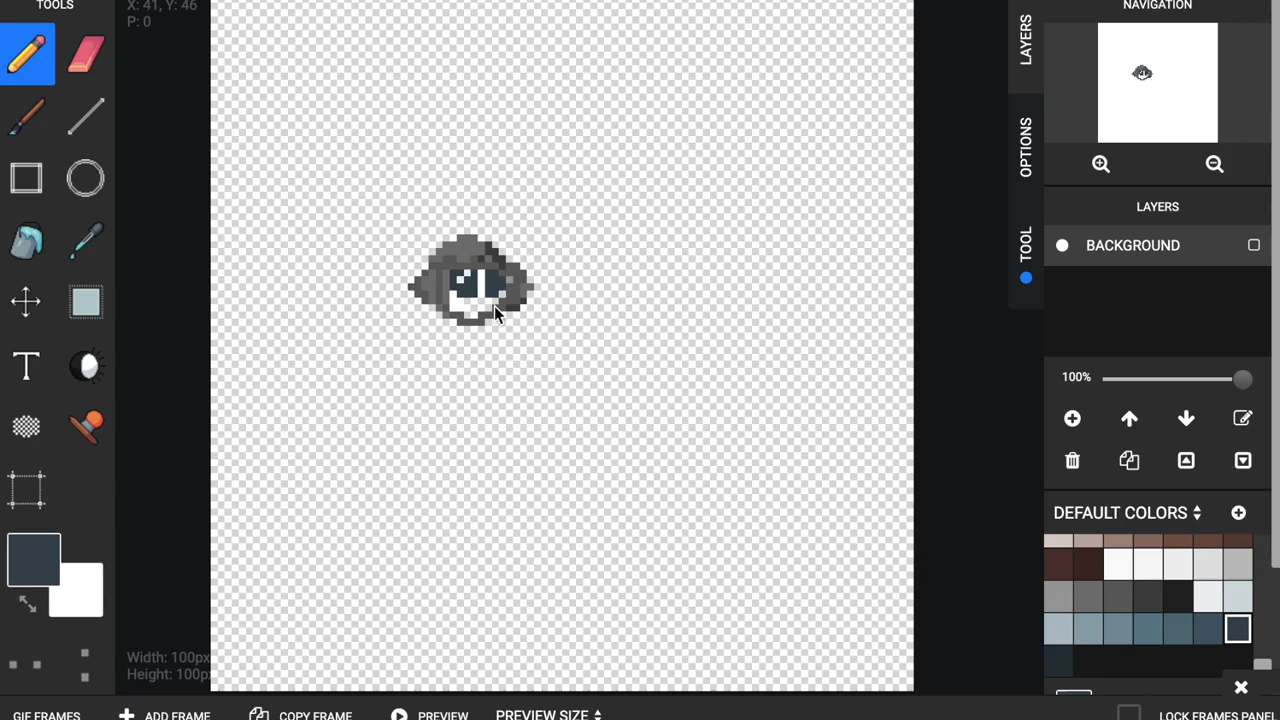 TOOLS
X: 41, Y: 46
P: 0
Width: 100px
Height: 100px
LAYERS
OPTIONS
TOOL
NAVIGATION
LAYERS
BACKGROUND
100%
DEFAULT COLORS
GIF FRAMES
ADD FRAME
COPY FRAME
PREVIEW
PREVIEW SIZE
LOCK FRAMES PANEL